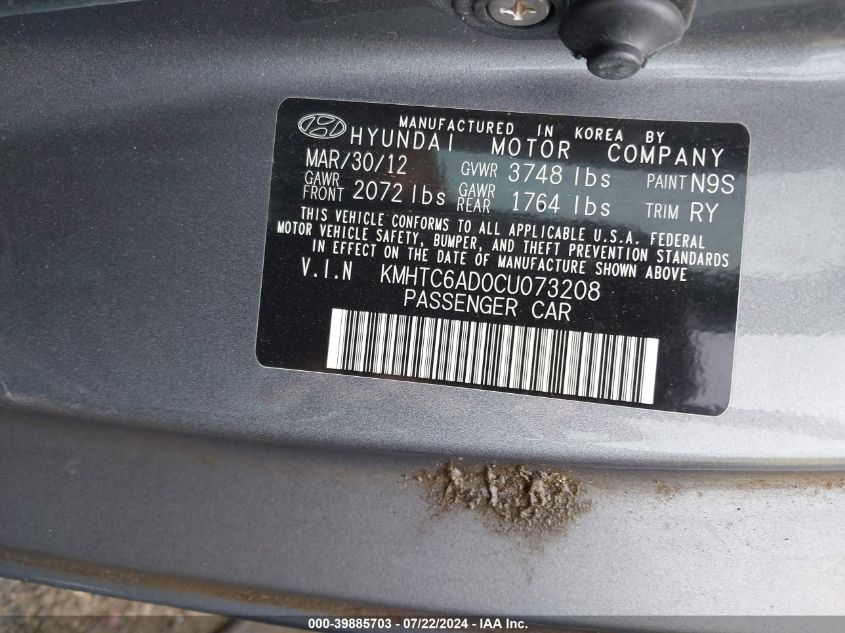 MANUFACTURED IN KOREA BY
HYUNDAI MOTOR COMPANY
MAR/30/12 GVWR 3748 lbs PAINT N9S
GAWR FRONT 2072 lbs GAWR REAR 1764 lbs TRIM RY
THIS VEHICLE CONFORMS TO ALL APPLICABLE U.S.A. FEDERAL
MOTOR VEHICLE SAFETY, BUMPER, AND THEFT PREVENTION STANDARDS
IN EFFECT ON THE DATE OF MANUFACTURE SHOWN ABOVE
V.I.N KMHTC6AD0CU073208
PASSENGER CAR
000-39885703 - 07/22/2024 - IAA Inc.